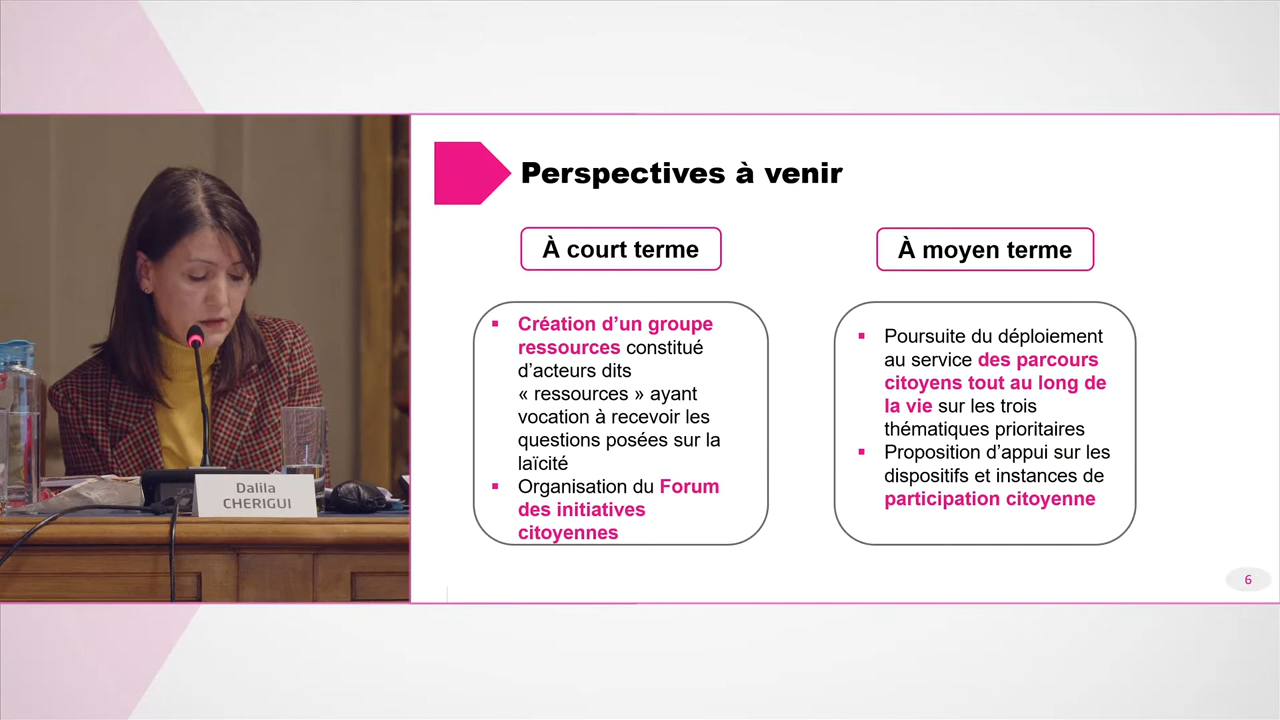 Perspectives à venir
À court terme
Création d’un groupe
ressources constitué
d’acteurs dits
« ressources » ayant
vocation à recevoir les
questions posées sur la
laïcité
Organisation du Forum
des initiatives
citoyennes
À moyen terme
Poursuite du déploiement
au service des parcours
citoyens tout au long de
la vie sur les trois
thématiques prioritaires
Proposition d’appui sur les
dispositifs et instances de
participation citoyenne
6
Dalila
CHERIGUI